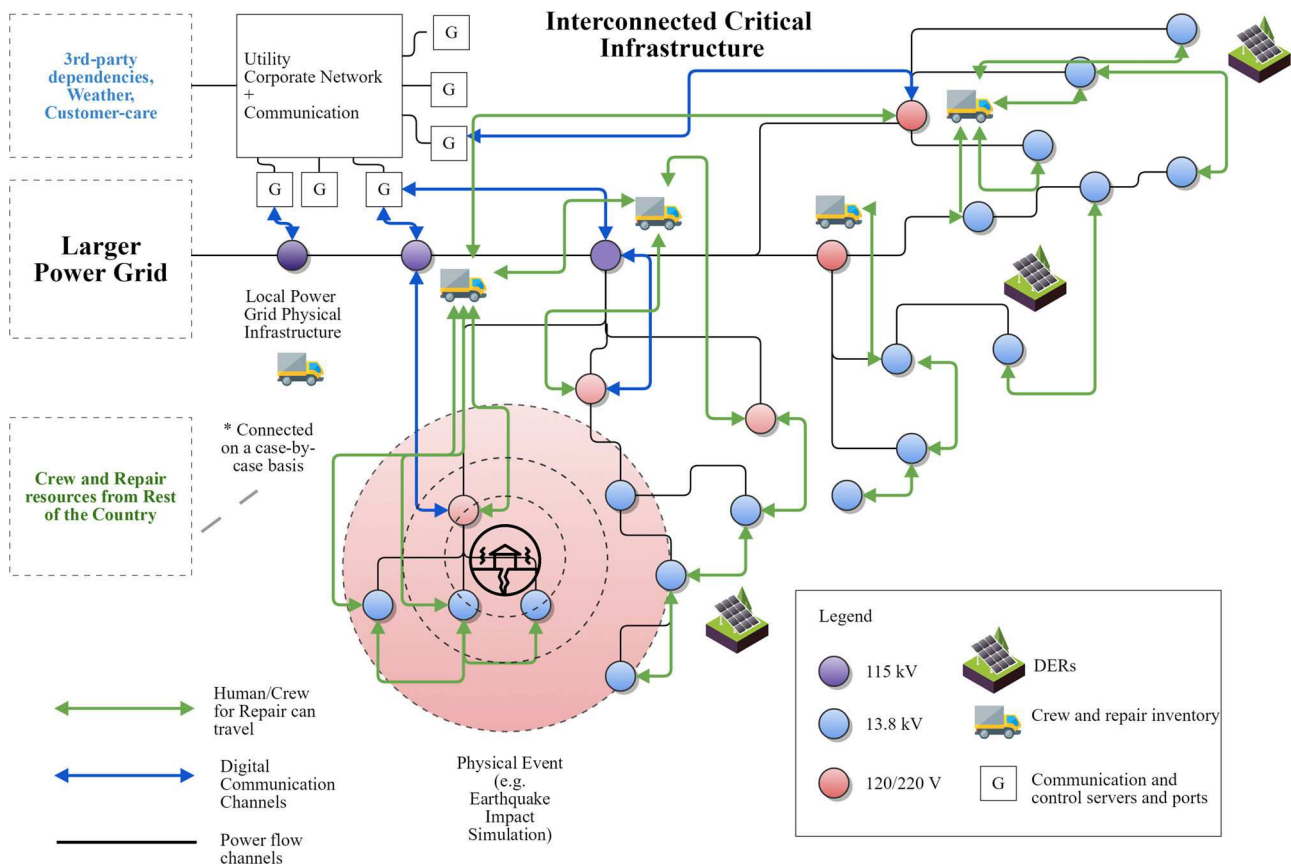 Interconnected Critical
Infrastructure
3rd-party
dependencies,
Weather,
Customer-care
Utility
Corporate Network
+
Communication
G
G
G
G
G
G
Larger
Power Grid
Local Power
Grid Physical
Infrastructure
* Connected
on a case-by-
case basis
Crew and Repair
resources from Rest
of the Country
Human/Crew
for Repair can
travel
Digital
Communication
Channels
Power flow
channels
Physical Event
(e.g.
Earthquake
Impact
Simulation)
Legend
115 kV
13.8 kV
120/220 V
DERs
Crew and repair inventory
G
Communication and
control servers and ports